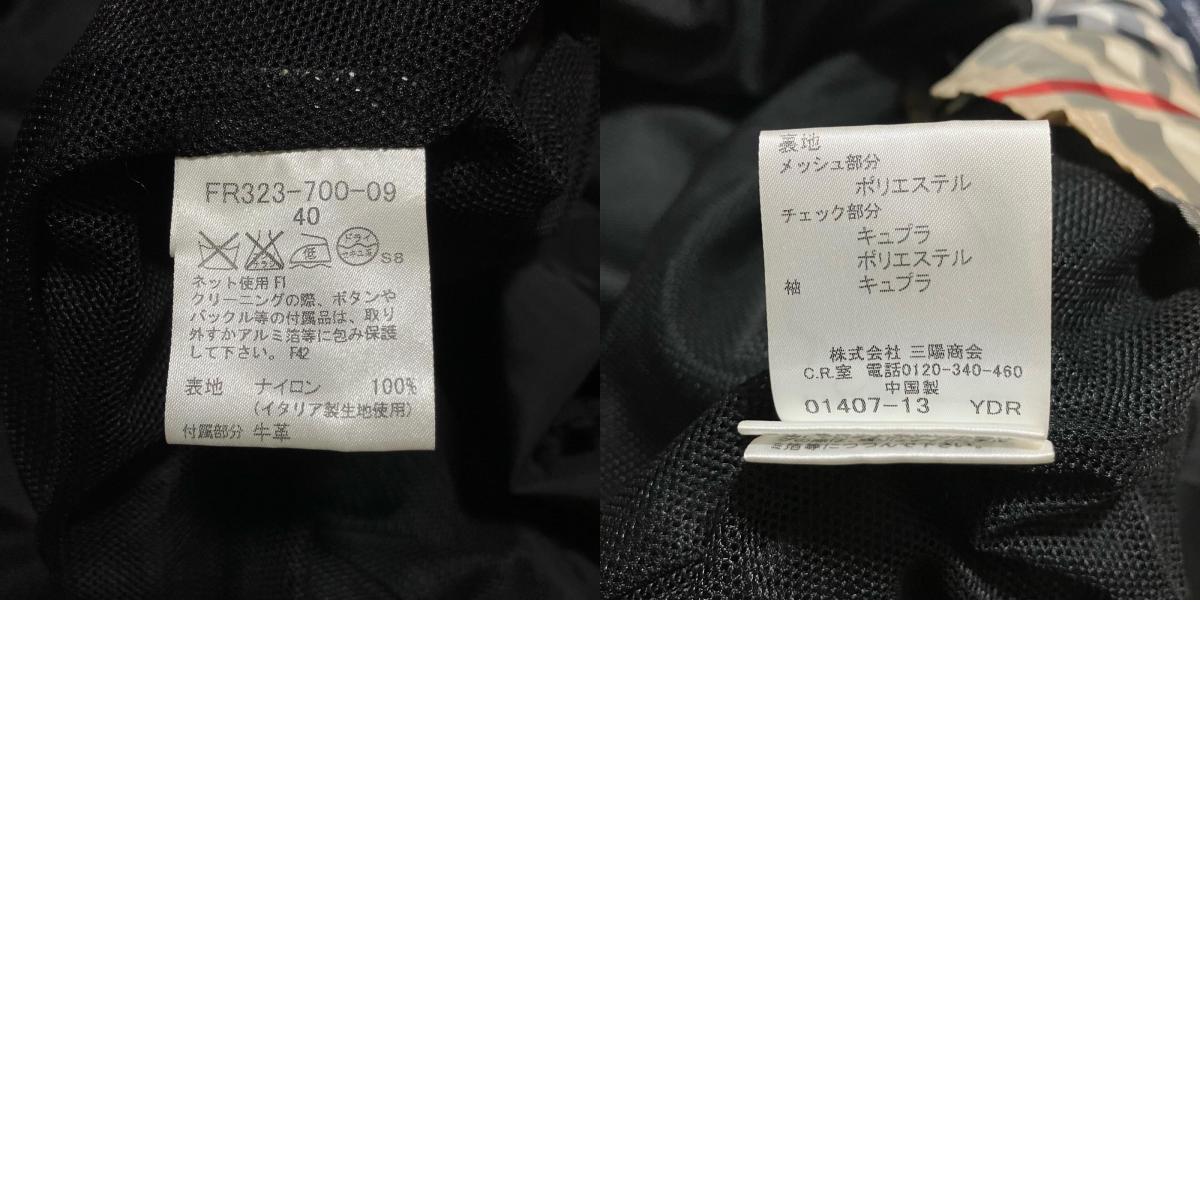 FR323-700-09
40
ドライ
低
S8
ネット使用 F1
クリーニングの際、ボタンや
バックル等の付属品は、取り
外すかアルミ箔等に包み保護
して下さい。 F42
表地 ナイロン 100%
(イタリア製生地使用)
付属部分 牛革
裏地
メッシュ部分
ポリエステル
チェック部分
キュプラ
ポリエステル
袖 キュプラ
株式会社 三陽商会
C.R.室 電話0120-340-460
中国製
01407-13 YDR